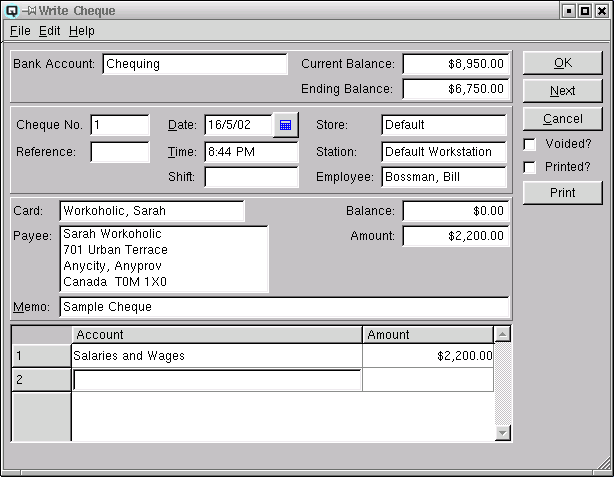 Q Write Cheque
File Edit Help
Bank Account: Chequing Current Balance: $8,950.00 OK
Ending Balance: $6,750.00 Next
Cheque No. 1 Date: 16/5/02 Store: Default Cancel
Reference: Time: 8:44 PM Station: Default Workstation Voided?
Shift: Employee: Bossman, Bill Printed?
Print
Card: Workoholic, Sarah Balance: $0.00
Payee: Sarah Workoholic Amount: $2,200.00
701 Urban Terrace
Anycity, Anyprov
Canada T0M 1X0
Memo: Sample Cheque
Account Amount
1 Salaries and Wages $2,200.00
2